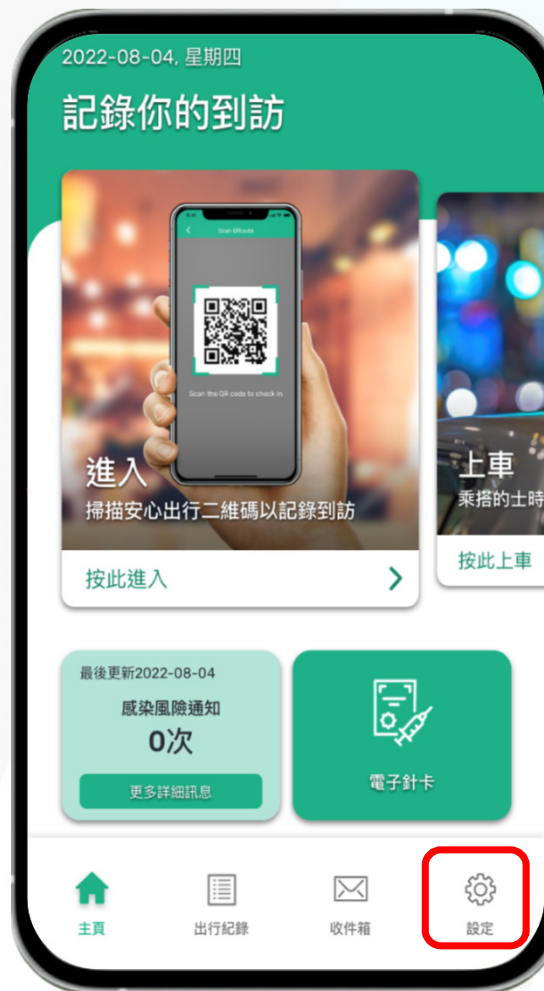 2022-08-04, 星期四
記錄你的到訪
Scan QRcode
Scan the QR code to check in
進入
掃描安心出行二維碼以記錄到訪
按此進入
上車
乘搭的士時
按此上車
最後更新2022-08-04
感染風險通知
0次
更多詳細訊息
電子針卡
主頁
出行紀錄
收件箱
設定